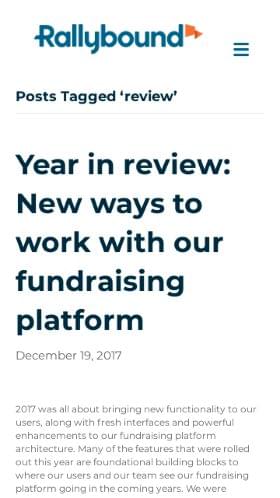 Rallybound
Posts Tagged ‘review’
Year in review:
New ways to
work with our
fundraising
platform
December 19, 2017
2017 was all about bringing new functionality to our
users, along with fresh interfaces and powerful
enhancements to our fundraising platform
architecture. Many of the features that were rolled
out this year are foundational building blocks to
where our users and our team see our fundraising
platform going in the coming years. We were